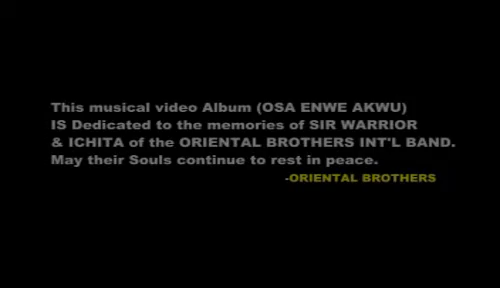 This musical video Album (OSA ENWE AKWU)
IS Dedicated to the memories of SIR WARRIOR
& ICHITA of the ORIENTAL BROTHERS INT'L BAND.
May their Souls continue to rest in peace.
-ORIENTAL BROTHERS